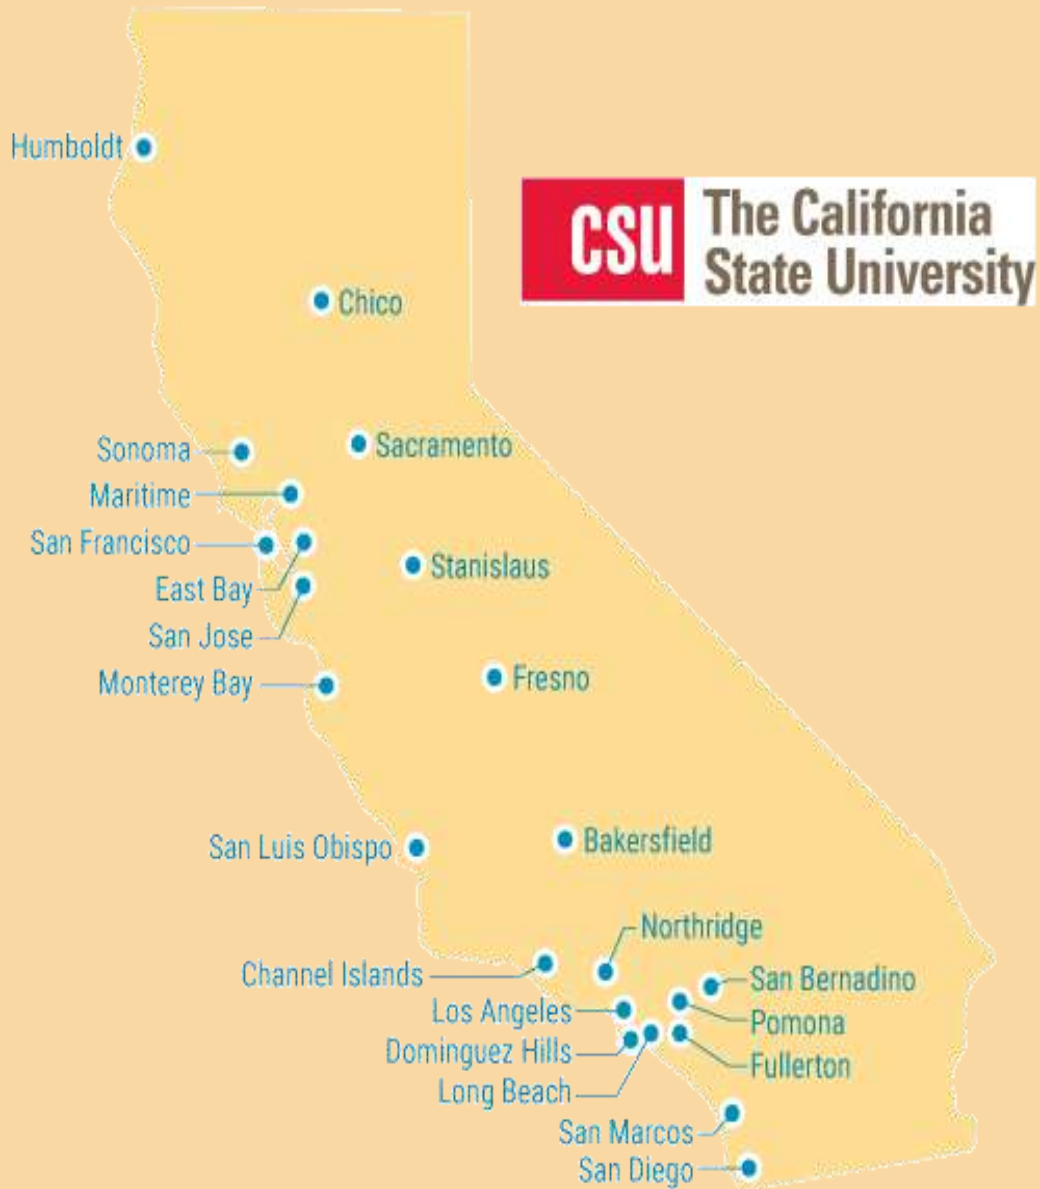 Humboldt
CSU
The California
State University
Chico
Sonoma
Sacramento
Maritime
San Francisco
Stanislaus
East Bay
San Jose
Monterey Bay
Fresno
San Luis Obispo
Bakersfield
Northridge
Channel Islands
San Bernadino
Los Angeles
Pomona
Dominguez Hills
Fullerton
Long Beach
San Marcos
San Diego